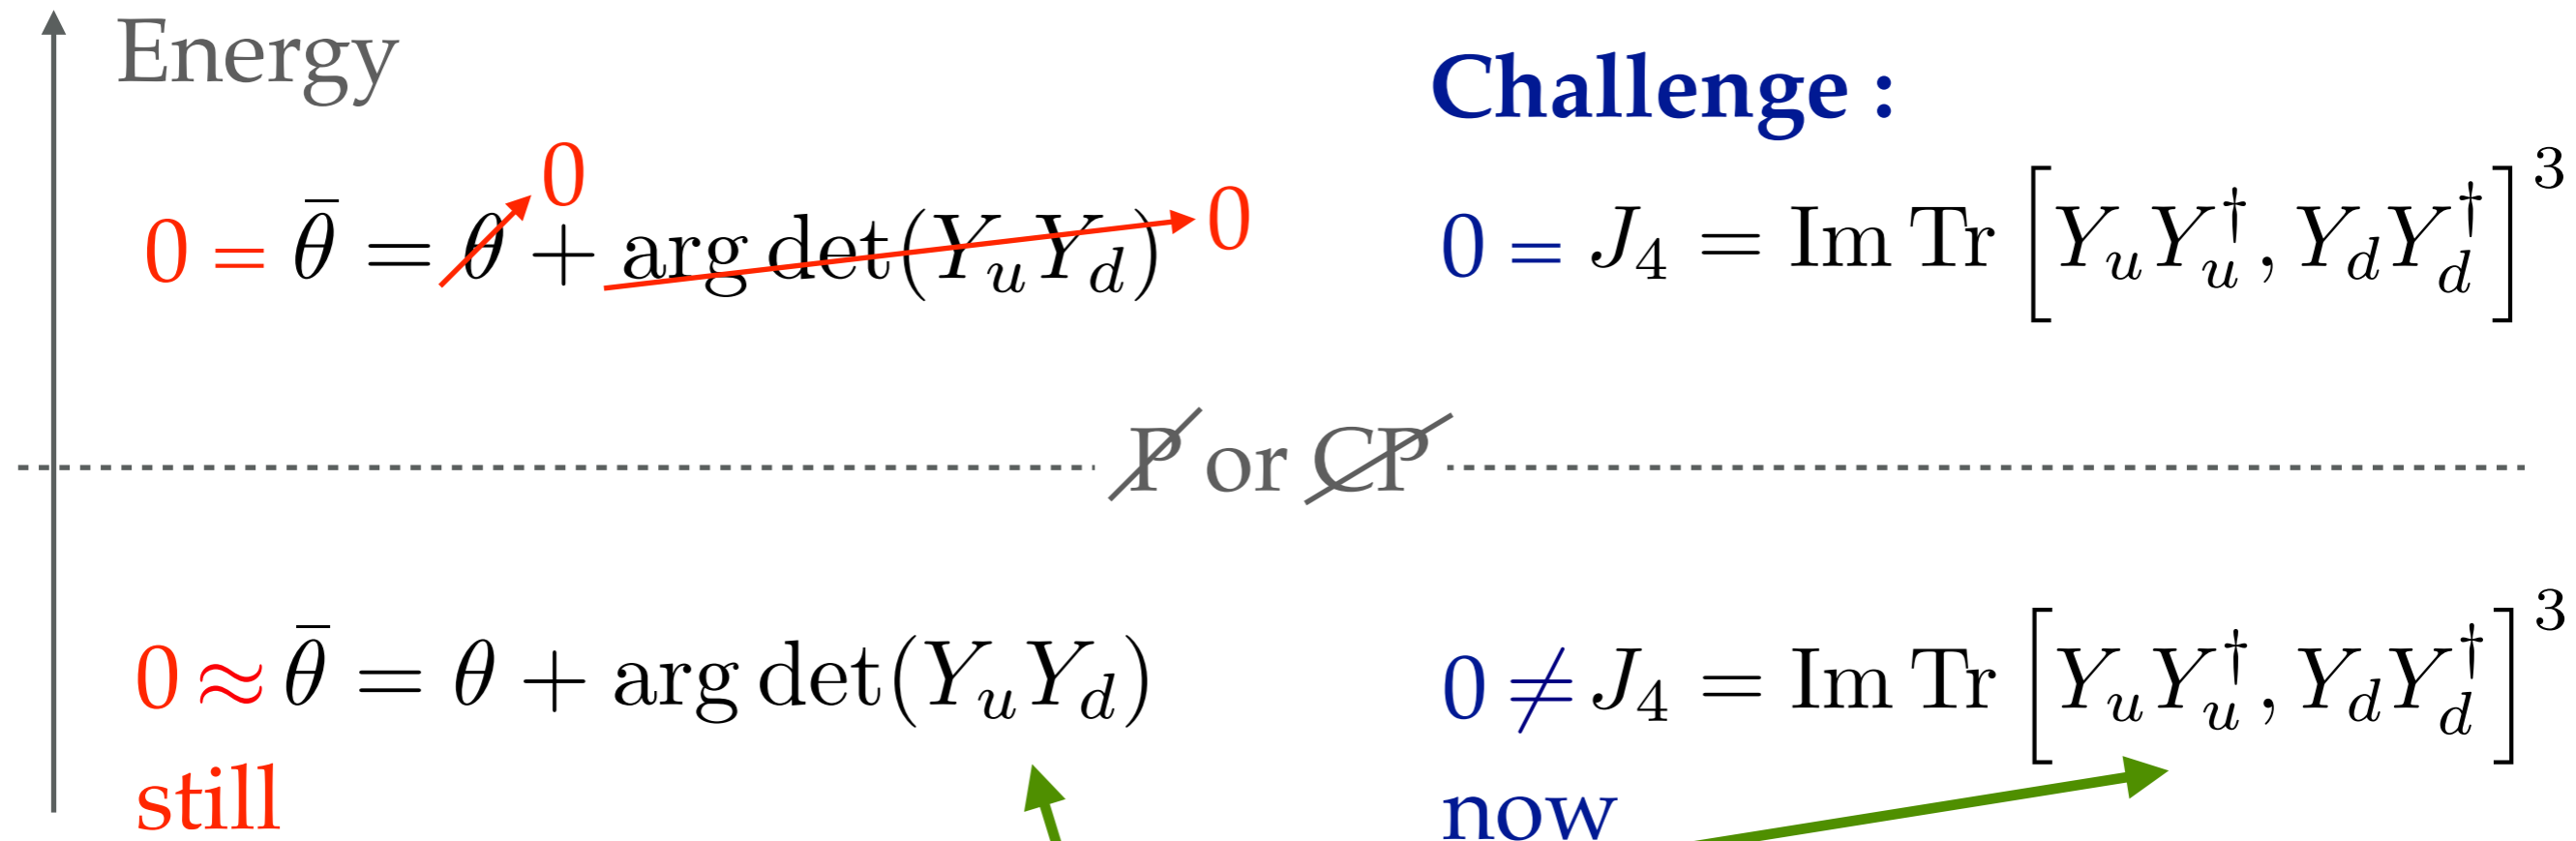 Energy
Challenge :
0 = θ̄ = θ + arg det(Y_u Y_d) 0 0
0 = J_4 = Im Tr [Y_u Y_u^†, Y_d Y_d^†]^3
P or CP
0 ≈ θ̄ = θ + arg det(Y_u Y_d)
0 ≠ J_4 = Im Tr [Y_u Y_u^†, Y_d Y_d^†]^3
still
now